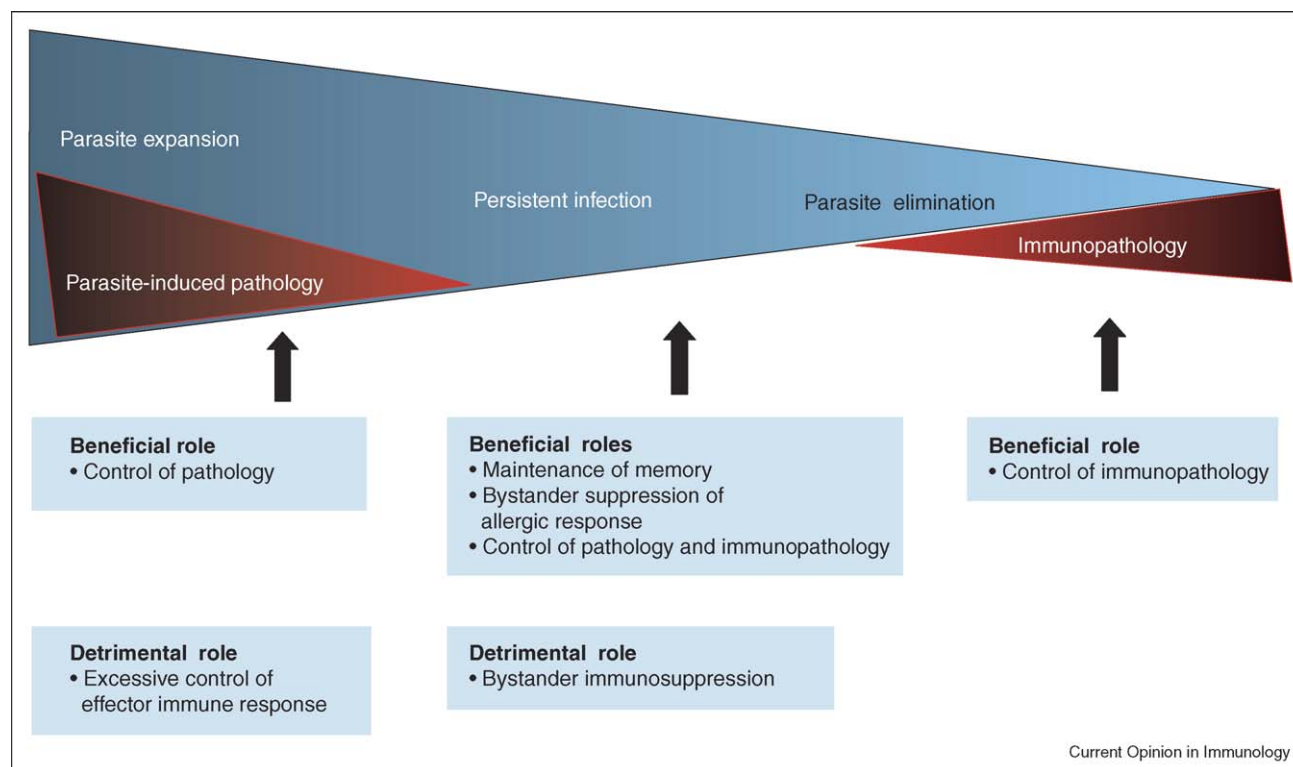 Parasite expansion
Persistent infection
Parasite elimination
Immunopathology
Parasite-induced pathology
Beneficial role
• Control of pathology
Beneficial roles
• Maintenance of memory
• Bystander suppression of
allergic response
• Control of pathology and immunopathology
Beneficial role
• Control of immunopathology
Detrimental role
• Excessive control of
effector immune response
Detrimental role
• Bystander immunosuppression
Current Opinion in Immunology